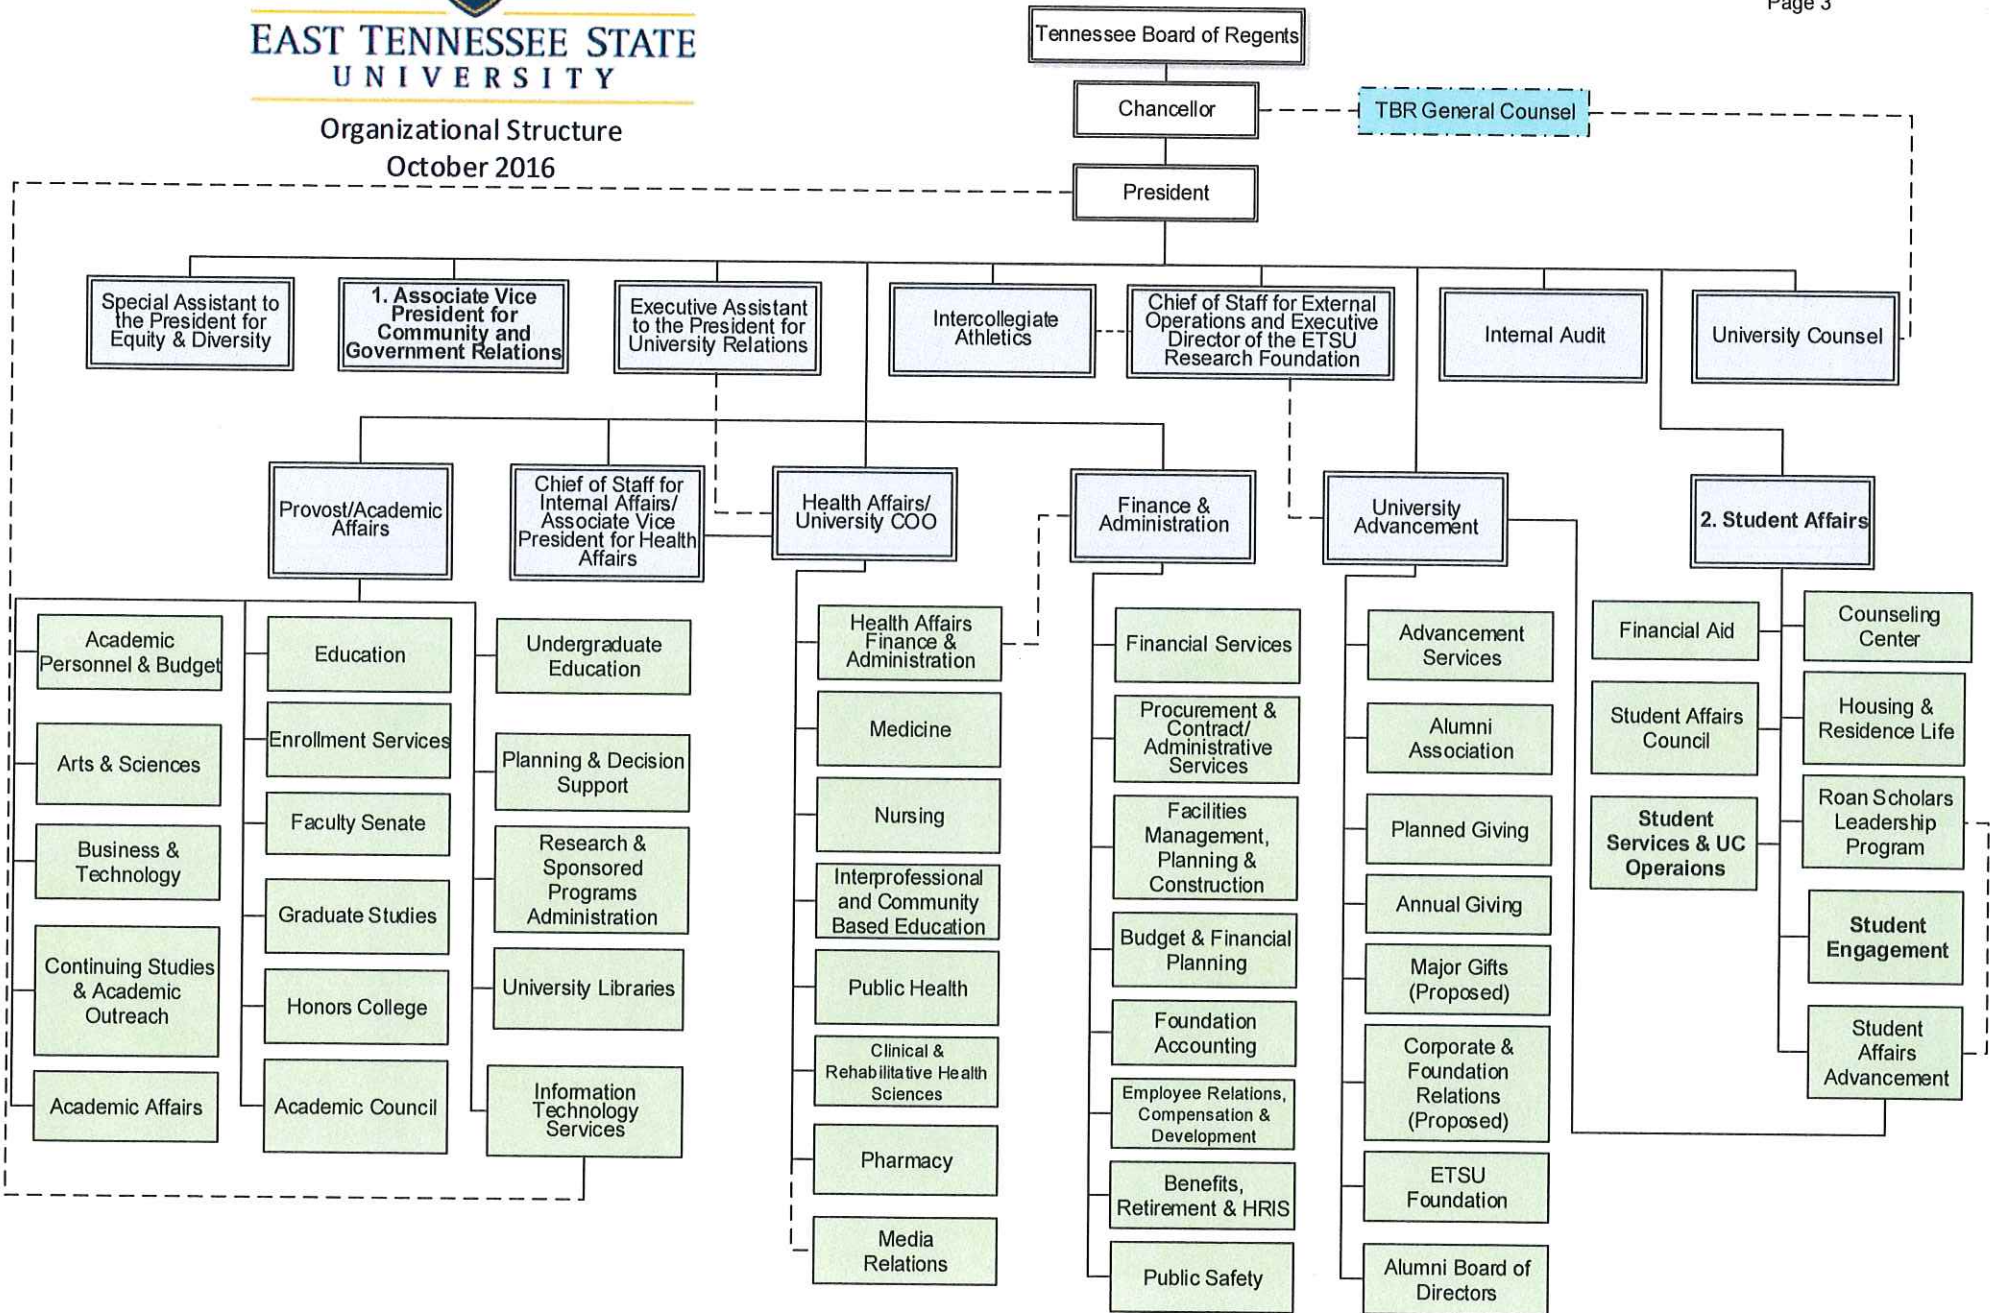 Page 3
EAST TENNESSEE STATE
UNIVERSITY
Organizational Structure
October 2016
Tennessee Board of Regents
Chancellor
TBR General Counsel
President
Special Assistant to
the President for
Equity & Diversity
1. Associate Vice
President for
Community and
Government Relations
Executive Assistant
to the President for
University Relations
Intercollegiate
Athletics
Chief of Staff for External
Operations and Executive
Director of the ETSU
Research Foundation
Internal Audit
University Counsel
Provost/Academic
Affairs
Chief of Staff for
Internal Affairs/
Associate Vice
President for Health
Affairs
Health Affairs/
University COO
Finance &
Administration
University
Advancement
2. Student Affairs
Academic
Personnel & Budget
Arts & Sciences
Business &
Technology
Continuing Studies
& Academic
Outreach
Academic Affairs
Education
Enrollment Services
Faculty Senate
Graduate Studies
Honors College
Academic Council
Undergraduate
Education
Planning & Decision
Support
Research &
Sponsored
Programs
Administration
University Libraries
Information
Technology
Services
Health Affairs
Finance &
Administration
Medicine
Nursing
Interprofessional
and Community
Based Education
Public Health
Clinical &
Rehabilitative Health
Sciences
Pharmacy
Media
Relations
Financial Services
Procurement &
Contract/
Administrative
Services
Facilities
Management,
Planning &
Construction
Budget & Financial
Planning
Foundation
Accounting
Employee Relations,
Compensation &
Development
Benefits,
Retirement & HRIS
Public Safety
Advancement
Services
Alumni
Association
Planned Giving
Annual Giving
Major Gifts
(Proposed)
Corporate &
Foundation
Relations
(Proposed)
ETSU
Foundation
Alumni Board of
Directors
Financial Aid
Student Affairs
Council
Student
Services & UC
Operaions
Counseling
Center
Housing &
Residence Life
Roan Scholars
Leadership
Program
Student
Engagement
Student
Affairs
Advancement